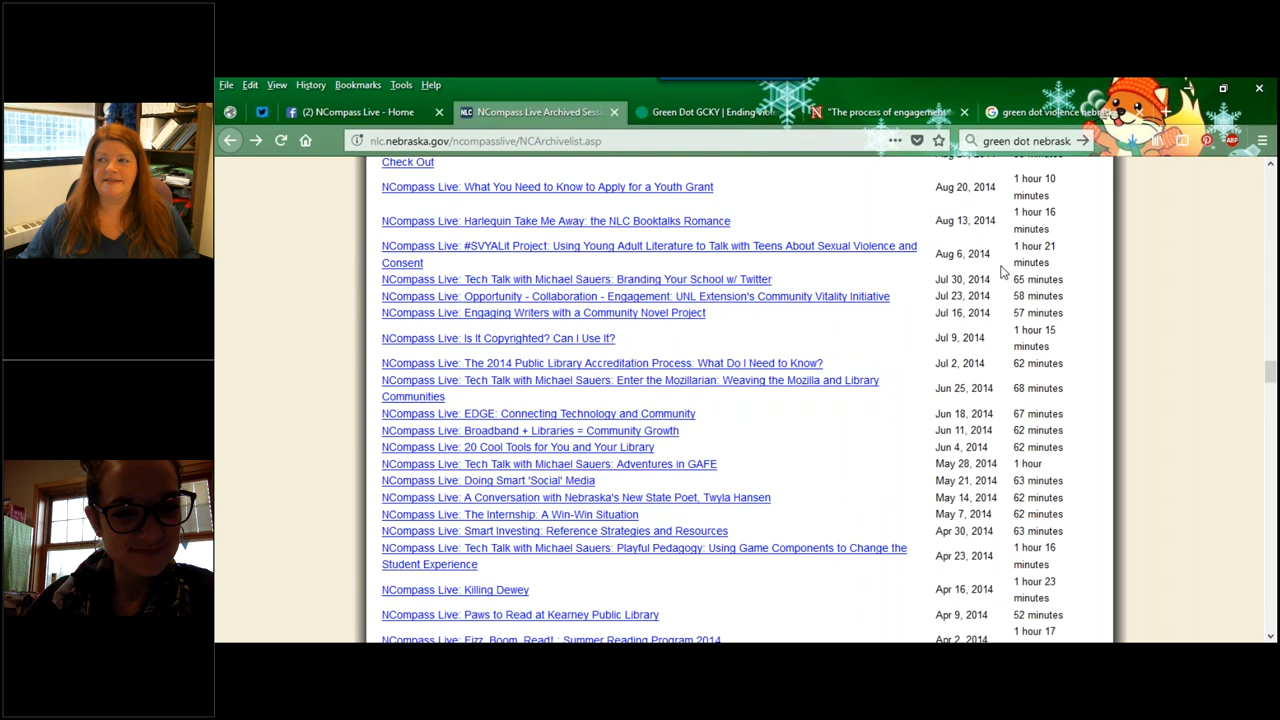 File Edit View History Bookmarks Tools Help
(2) NCompass Live - Home NLC NCompass Live Archived Sess Green Dot GCKY | Ending "The process of engagement green dot violence
nlc.nebraska.gov/ncompasslive/NCArchivelist.asp green dot nebrask ABP
Check Out
NCompass Live: What You Need to Know to Apply for a Youth Grant Aug 20, 2014 1 hour 10 minutes
NCompass Live: Harlequin Take Me Away: the NLC Booktalks Romance Aug 13, 2014 1 hour 16 minutes
NCompass Live: #SVYALit Project: Using Young Adult Literature to Talk with Teens About Sexual Violence and
Consent Aug 6, 2014 1 hour 21 minutes
NCompass Live: Tech Talk with Michael Sauers: Branding Your School w/ Twitter Jul 30, 2014 65 minutes
NCompass Live: Opportunity - Collaboration - Engagement: UNL Extension's Community Vitality Initiative Jul 23, 2014 58 minutes
NCompass Live: Engaging Writers with a Community Novel Project Jul 16, 2014 57 minutes
NCompass Live: Is It Copyrighted? Can I Use It? Jul 9, 2014 1 hour 15 minutes
NCompass Live: The 2014 Public Library Accreditation Process: What Do I Need to Know? Jul 2, 2014 62 minutes
NCompass Live: Tech Talk with Michael Sauers: Enter the Mozillarian: Weaving the Mozilla and Library
Communities Jun 25, 2014 68 minutes
NCompass Live: EDGE: Connecting Technology and Community Jun 18, 2014 67 minutes
NCompass Live: Broadband + Libraries = Community Growth Jun 11, 2014 62 minutes
NCompass Live: 20 Cool Tools for You and Your Library Jun 4, 2014 62 minutes
NCompass Live: Tech Talk with Michael Sauers: Adventures in GAFE May 28, 2014 1 hour
NCompass Live: Doing Smart 'Social' Media May 21, 2014 63 minutes
NCompass Live: A Conversation with Nebraska's New State Poet, Twyla Hansen May 14, 2014 62 minutes
NCompass Live: The Internship: A Win-Win Situation May 7, 2014 62 minutes
NCompass Live: Smart Investing: Reference Strategies and Resources Apr 30, 2014 63 minutes
NCompass Live: Tech Talk with Michael Sauers: Playful Pedagogy: Using Game Components to Change the
Student Experience Apr 23, 2014 1 hour 16 minutes
NCompass Live: Killing Dewey Apr 16, 2014 1 hour 23 minutes
NCompass Live: Paws to Read at Kearney Public Library Apr 9, 2014 52 minutes
NCompass Live: Fizz, Boom, Read! : Summer Reading Program 2014 Apr 2, 2014 1 hour 17